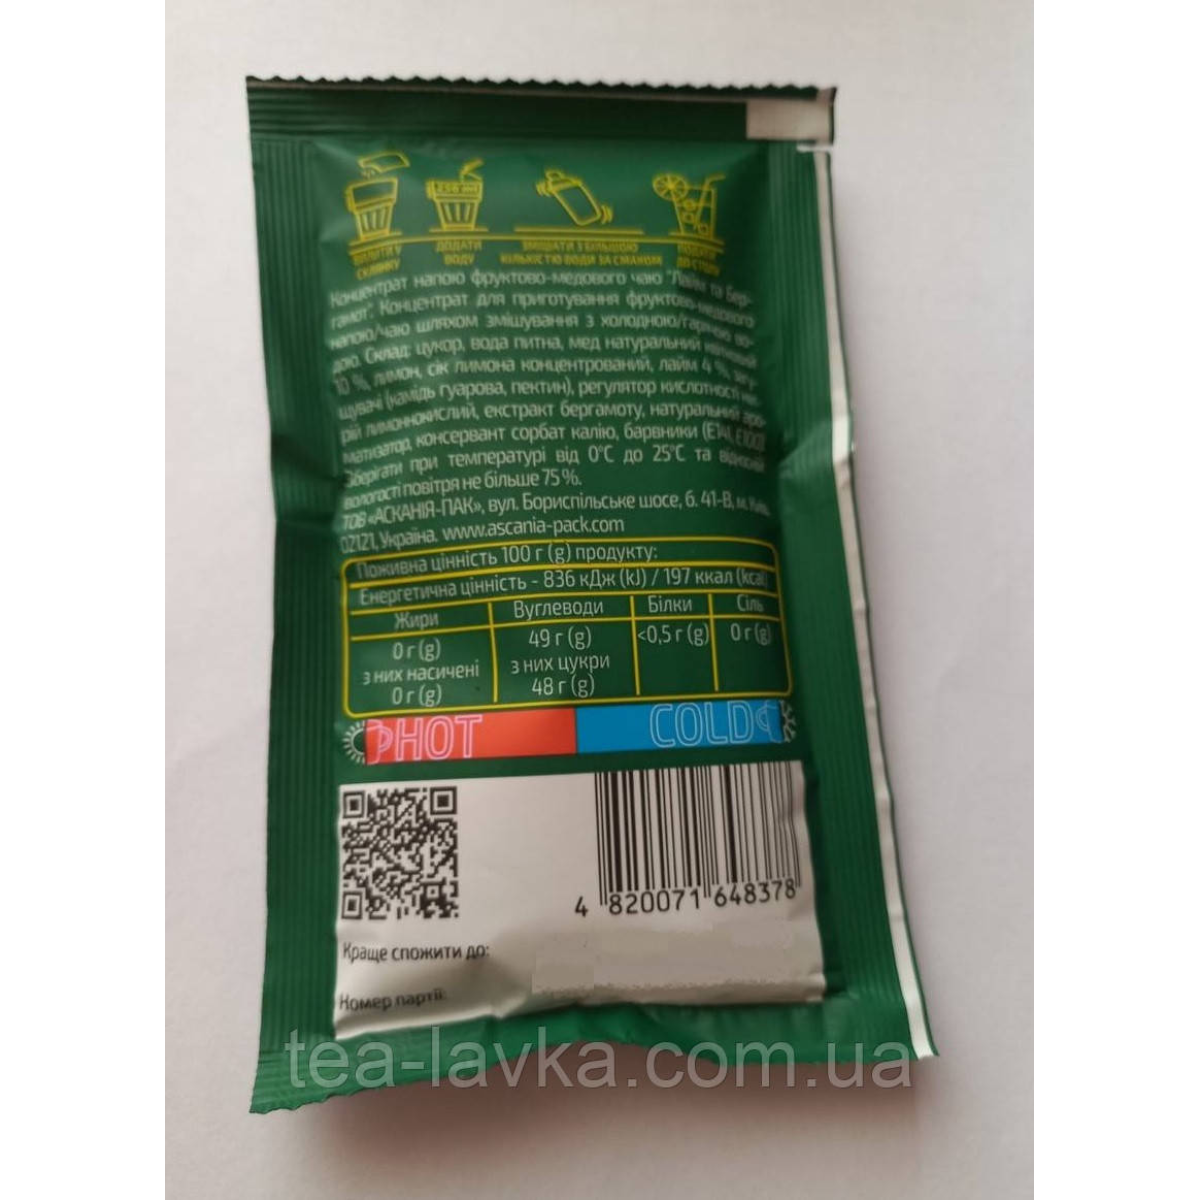 250 мл
ВИЛИТИ У СКЛЯНКУ
ДОДАТИ ВОДУ
ЗМІШАТИ З БІЛЬШОЮ КІЛЬКІСТЮ ВОДИ ЗА СМАКОМ
ПОДАТИ ДО СТОЛУ
Концентрат напою фруктово-медового чаю "Лайм та Бер-
гамот". Концентрат для приготування фруктово-медового
напою/чаю шляхом змішування з холодною/гарячою во-
дою. Склад: цукор, вода питна, мед натуральний квітковий
10 %, лимон, сік лимона концентрований, лайм 4 %, загу-
щувачі (камідь гуарова, пектин), регулятор кислотності нат-
рій лимоннокислий, екстракт бергамоту, натуральний аро-
матизатор, консервант сорбат калію, барвники (Е141, Е100).
Зберігати при температурі від 0°С до 25°С та відносній
вологості повітря не більше 75 %.
ТОВ «АСКАНІЯ-ПАК», вул. Бориспільське шосе, б. 41-В, м. Київ,
02121, Україна. www.ascania-pack.com
Поживна цінність 100 г (g) продукту:
Енергетична цінність - 836 кДж (kJ) / 197 ккал (kcal)
Жири Вуглеводи Білки Сіль
0 г (g) 49 г (g) <0,5 г (g) 0 г (g)
з них насичені з них цукри
0 г (g) 48 г (g)
HOT COLD
4 820071 648378
Краще спожити до:
Номер партії:
tea-lavka.com.ua